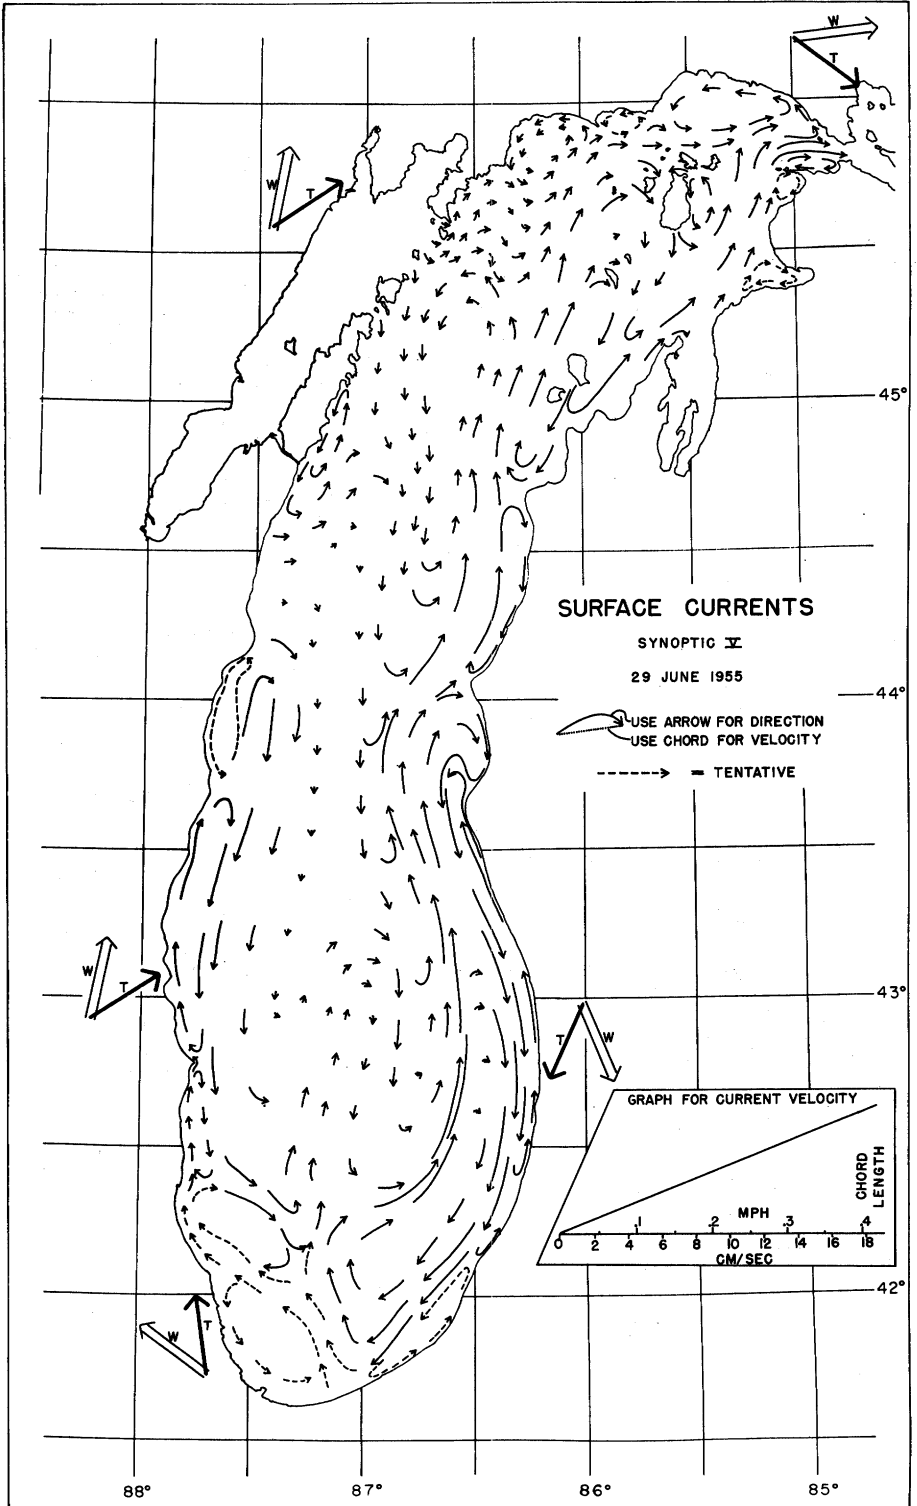 W
T
W
T
45°
SURFACE CURRENTS
SYNOPTIC V
29 JUNE 1955
44°
USE ARROW FOR DIRECTION
USE CHORD FOR VELOCITY
= TENTATIVE
W
T
43°
T
W
GRAPH FOR CURRENT VELOCITY
CHORD
LENGTH
MPH
.1 .2 .3 .4
0 2 4 6 8 10 12 14 16 18
CM/SEC
42°
W
T
88° 87° 86° 85°